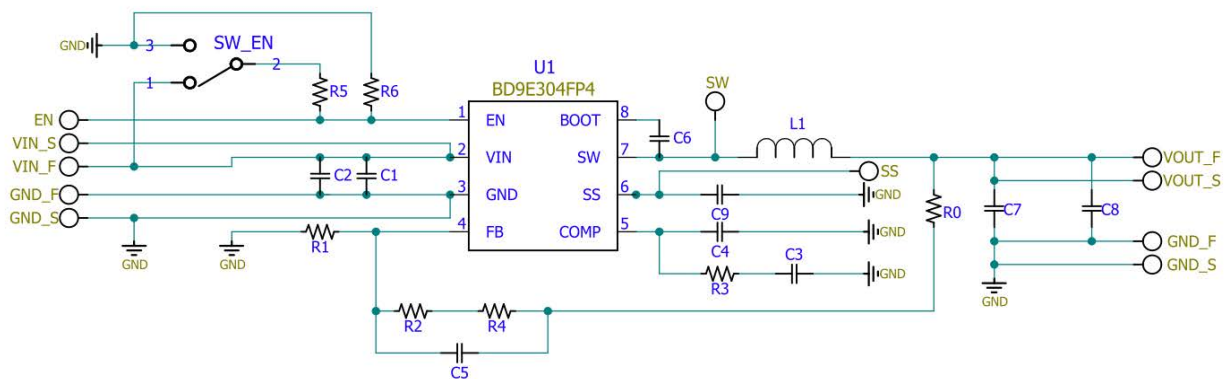 GND
3
SW_EN
2
1
R5
R6
U1
BD9E304FP4
SW
L1
EN
VIN_S
VIN_F
GND_F
GND_S
C2
C1
1
EN
BOOT
8
2
VIN
SW
7
3
GND
SS
6
4
FB
COMP
5
C6
SS
C9
GND
C4
GND
R3
C3
GND
GND
GND
R1
R2
R4
C5
R0
C7
C8
VOUT_F
VOUT_S
GND_F
GND_S
GND